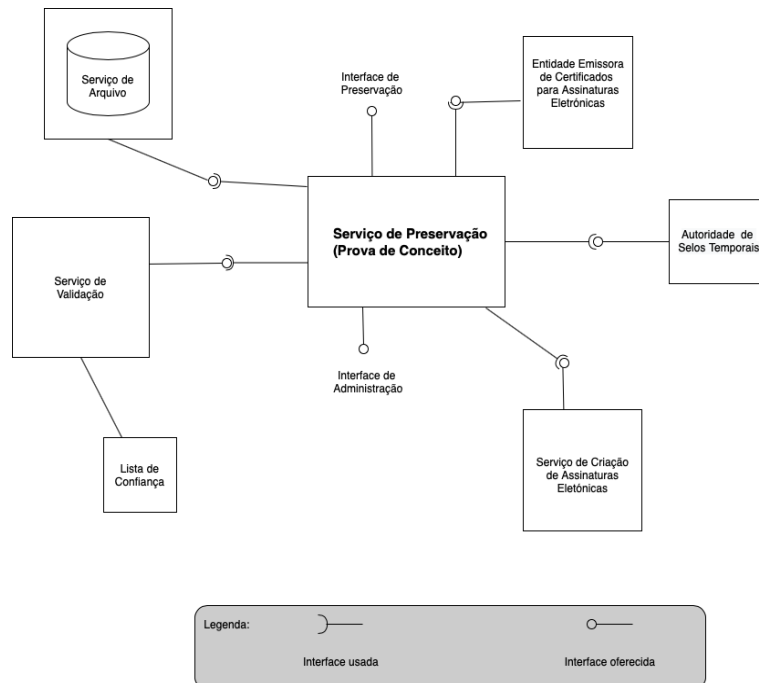 Serviço de
Arquivo
Interface de
Preservação
Entidade Emissora
de Certificados
para Assinaturas
Eletrónicas
Serviço de Preservação
(Prova de Conceito)
Autoridade de
Selos Temporais
Serviço de
Validação
Interface de
Administração
Lista de
Confiança
Serviço de Criação
de Assinaturas
Eletónicas
Legenda:
Interface usada
Interface oferecida